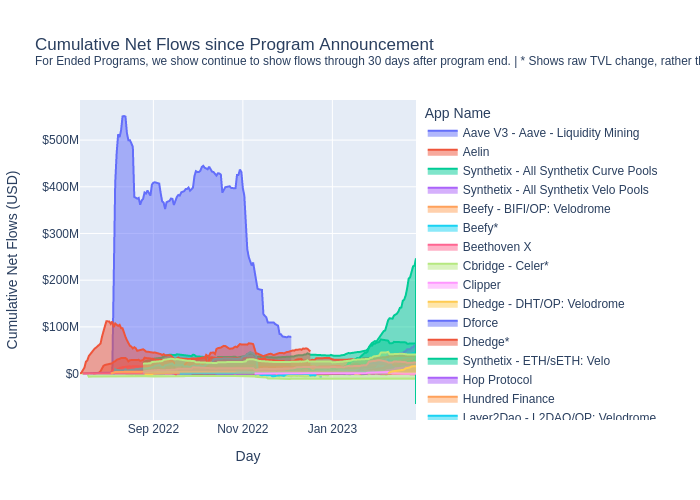 Cumulative Net Flows since Program Announcement
For Ended Programs, we show continue to show flows through 30 days after program end. | * Shows raw TVL change, rather
Cumulative Net Flows (USD)
$500M
$400M
$300M
$200M
$100M
$0
Sep 2022
Nov 2022
Jan 2023
Day
App Name
Aave V3 - Aave - Liquidity Mining
Aelin
Synthetix - All Synthetix Curve Pools
Synthetix - All Synthetix Velo Pools
Beefy - BIFI/OP: Velodrome
Beefy*
Beethoven X
Cbridge - Celer*
Clipper
Dhedge - DHT/OP: Velodrome
Dforce
Dhedge*
Synthetix - ETH/sETH: Velo
Hop Protocol
Hundred Finance
Layer2Dao - L2DAO/OP: Velodrome